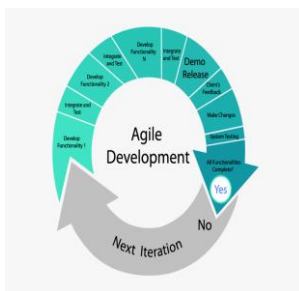 Develop
Functionality 1
Integrate and
Test
Develop
Functionality 2
Integrate
and Test
Develop
Functionality
N
Integrate
and Test
Demo
Release
Client's
Feedback
Make Changes
System Testing
All Functionalities
Complete?
Yes
No
Next Iteration
Agile
Development